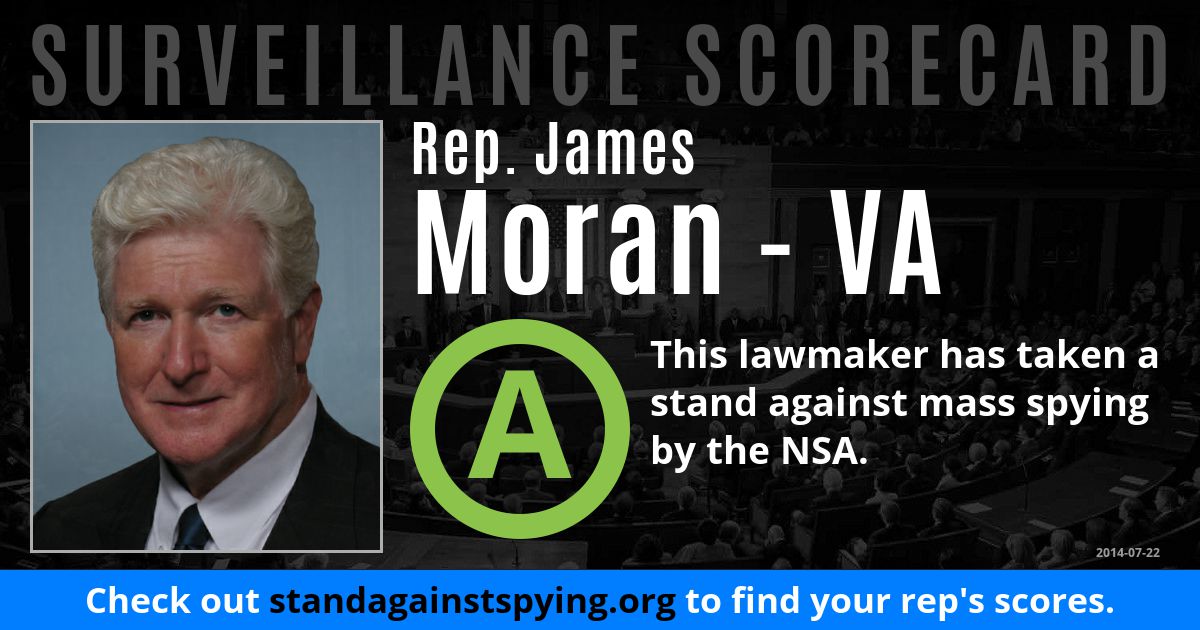 SURVEILLANCE SCORECARD
Rep. James
Moran - VA
A
This lawmaker has taken a
stand against mass spying
by the NSA.
2014-07-22
Check out standagainstspying.org to find your rep's scores.